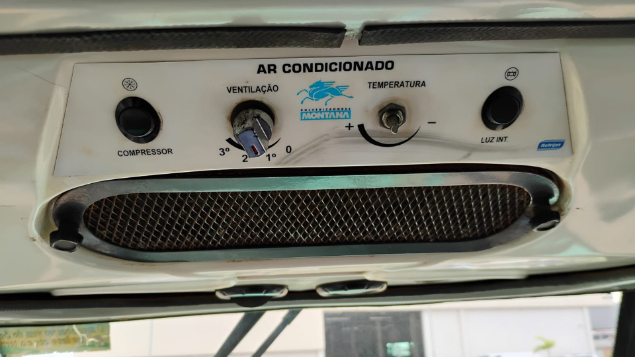 AR CONDICIONADO
VENTILAÇÃO
TEMPERATURA
MONTANA
+
−
3º
2
1º
0
COMPRESSOR
LUZ INT.